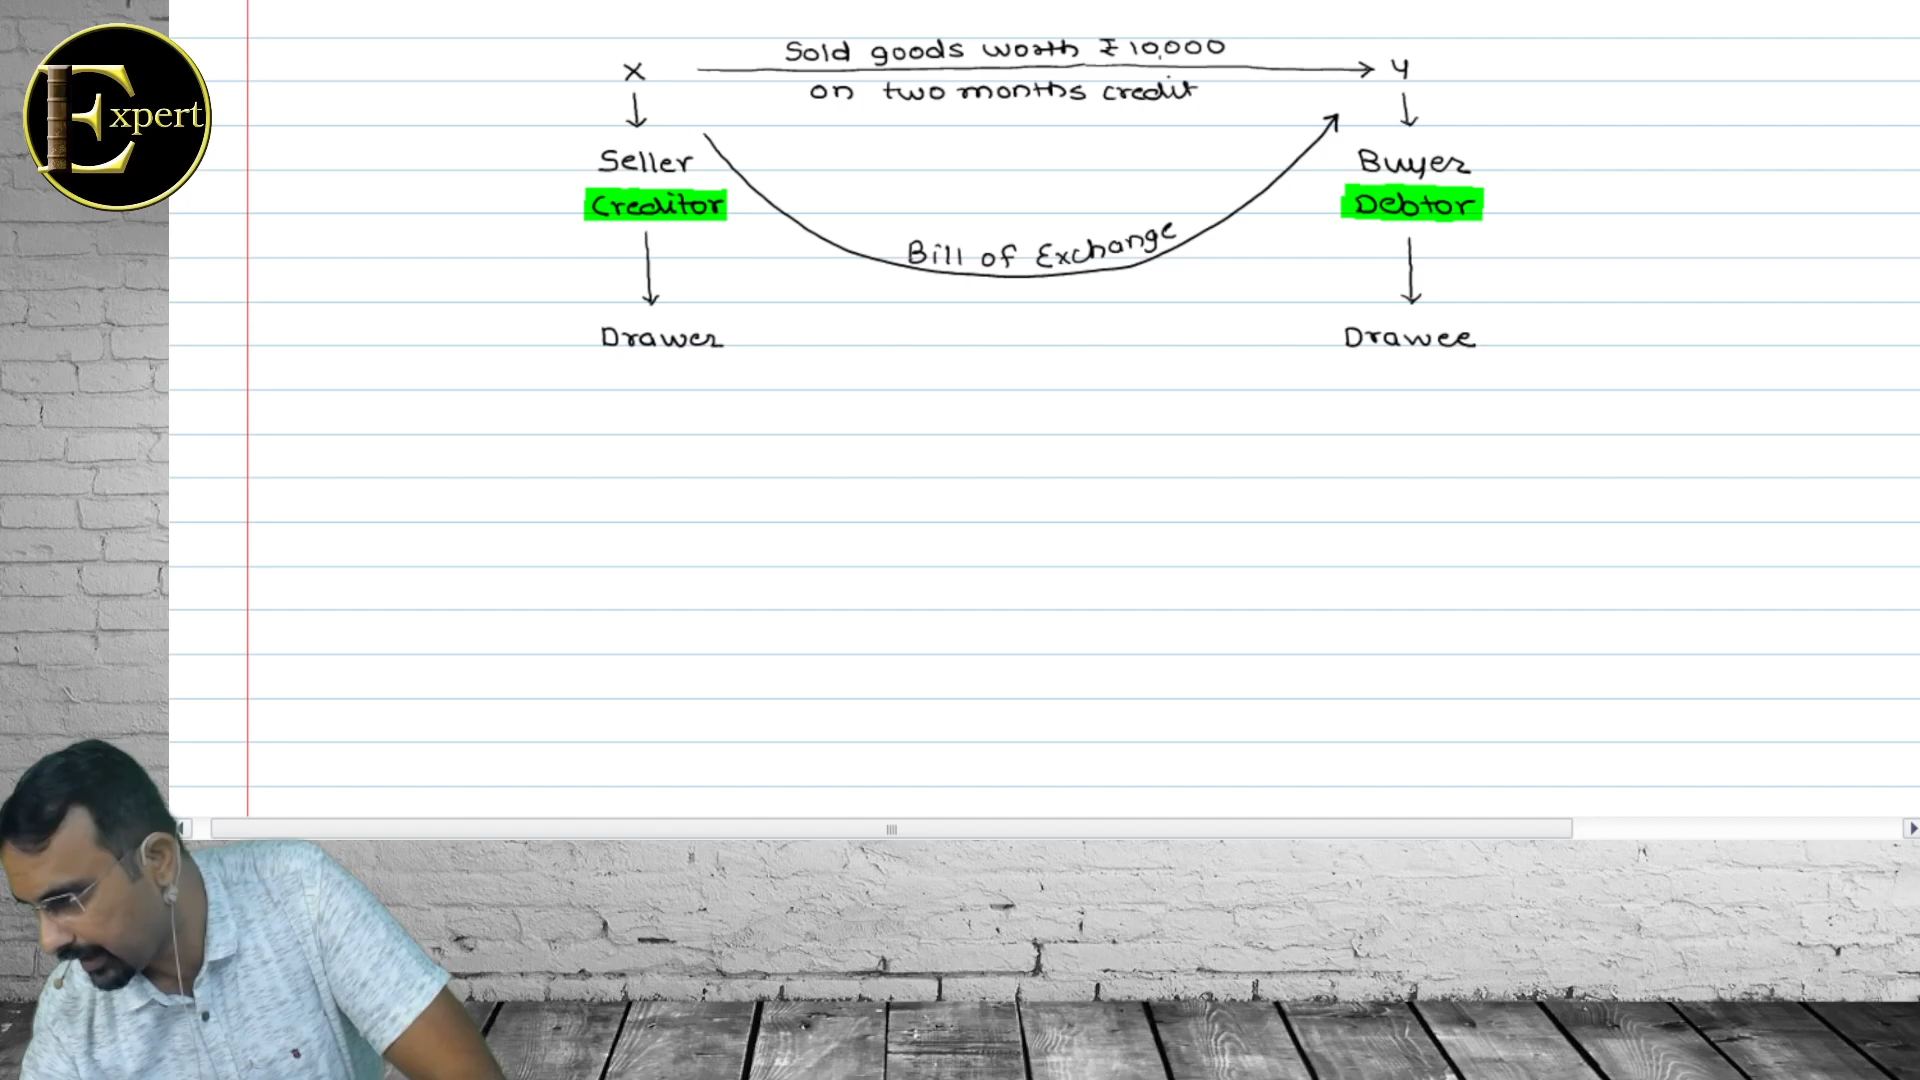 Expert
Sold goods worth ₹10,000
X Y
on two months credit
Seller Buyer
Creditor Debtor
Bill of Exchange
Drawer Drawee